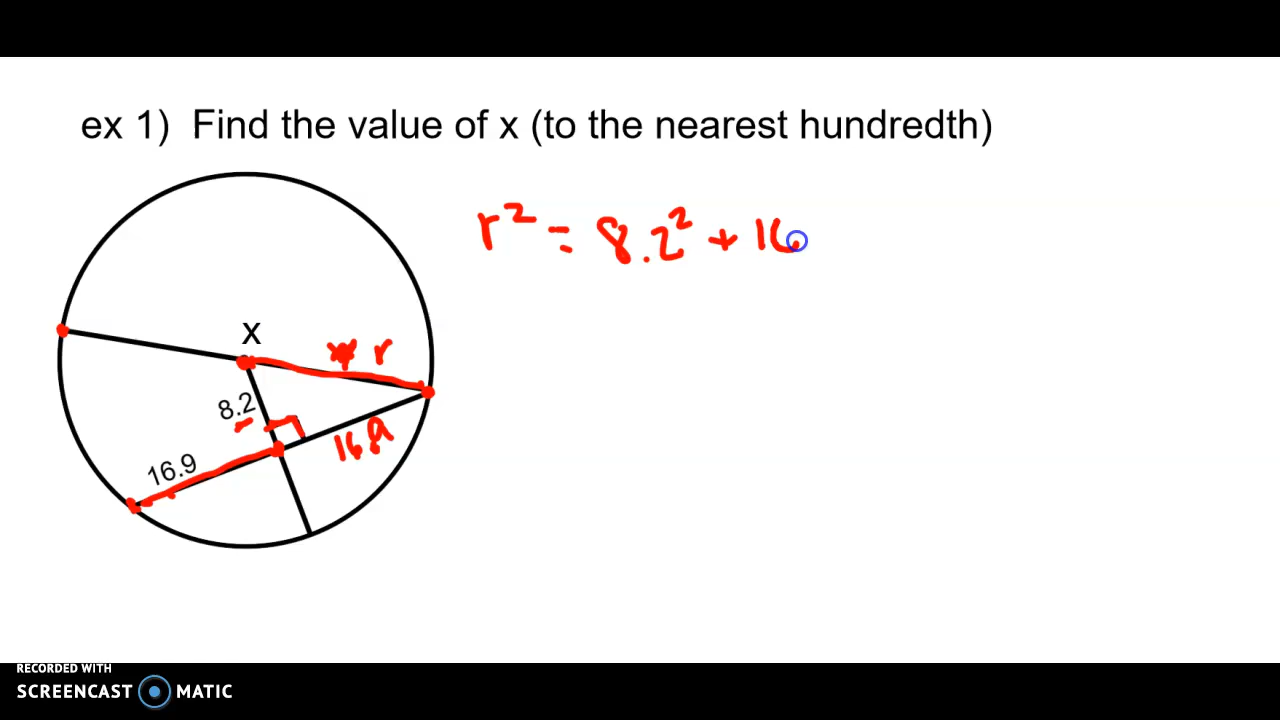 ex 1) Find the value of x (to the nearest hundredth)
r² = 8.2² + 16
x
r
8.2
16.9
16.9
RECORDED WITH
SCREENCAST MATIC